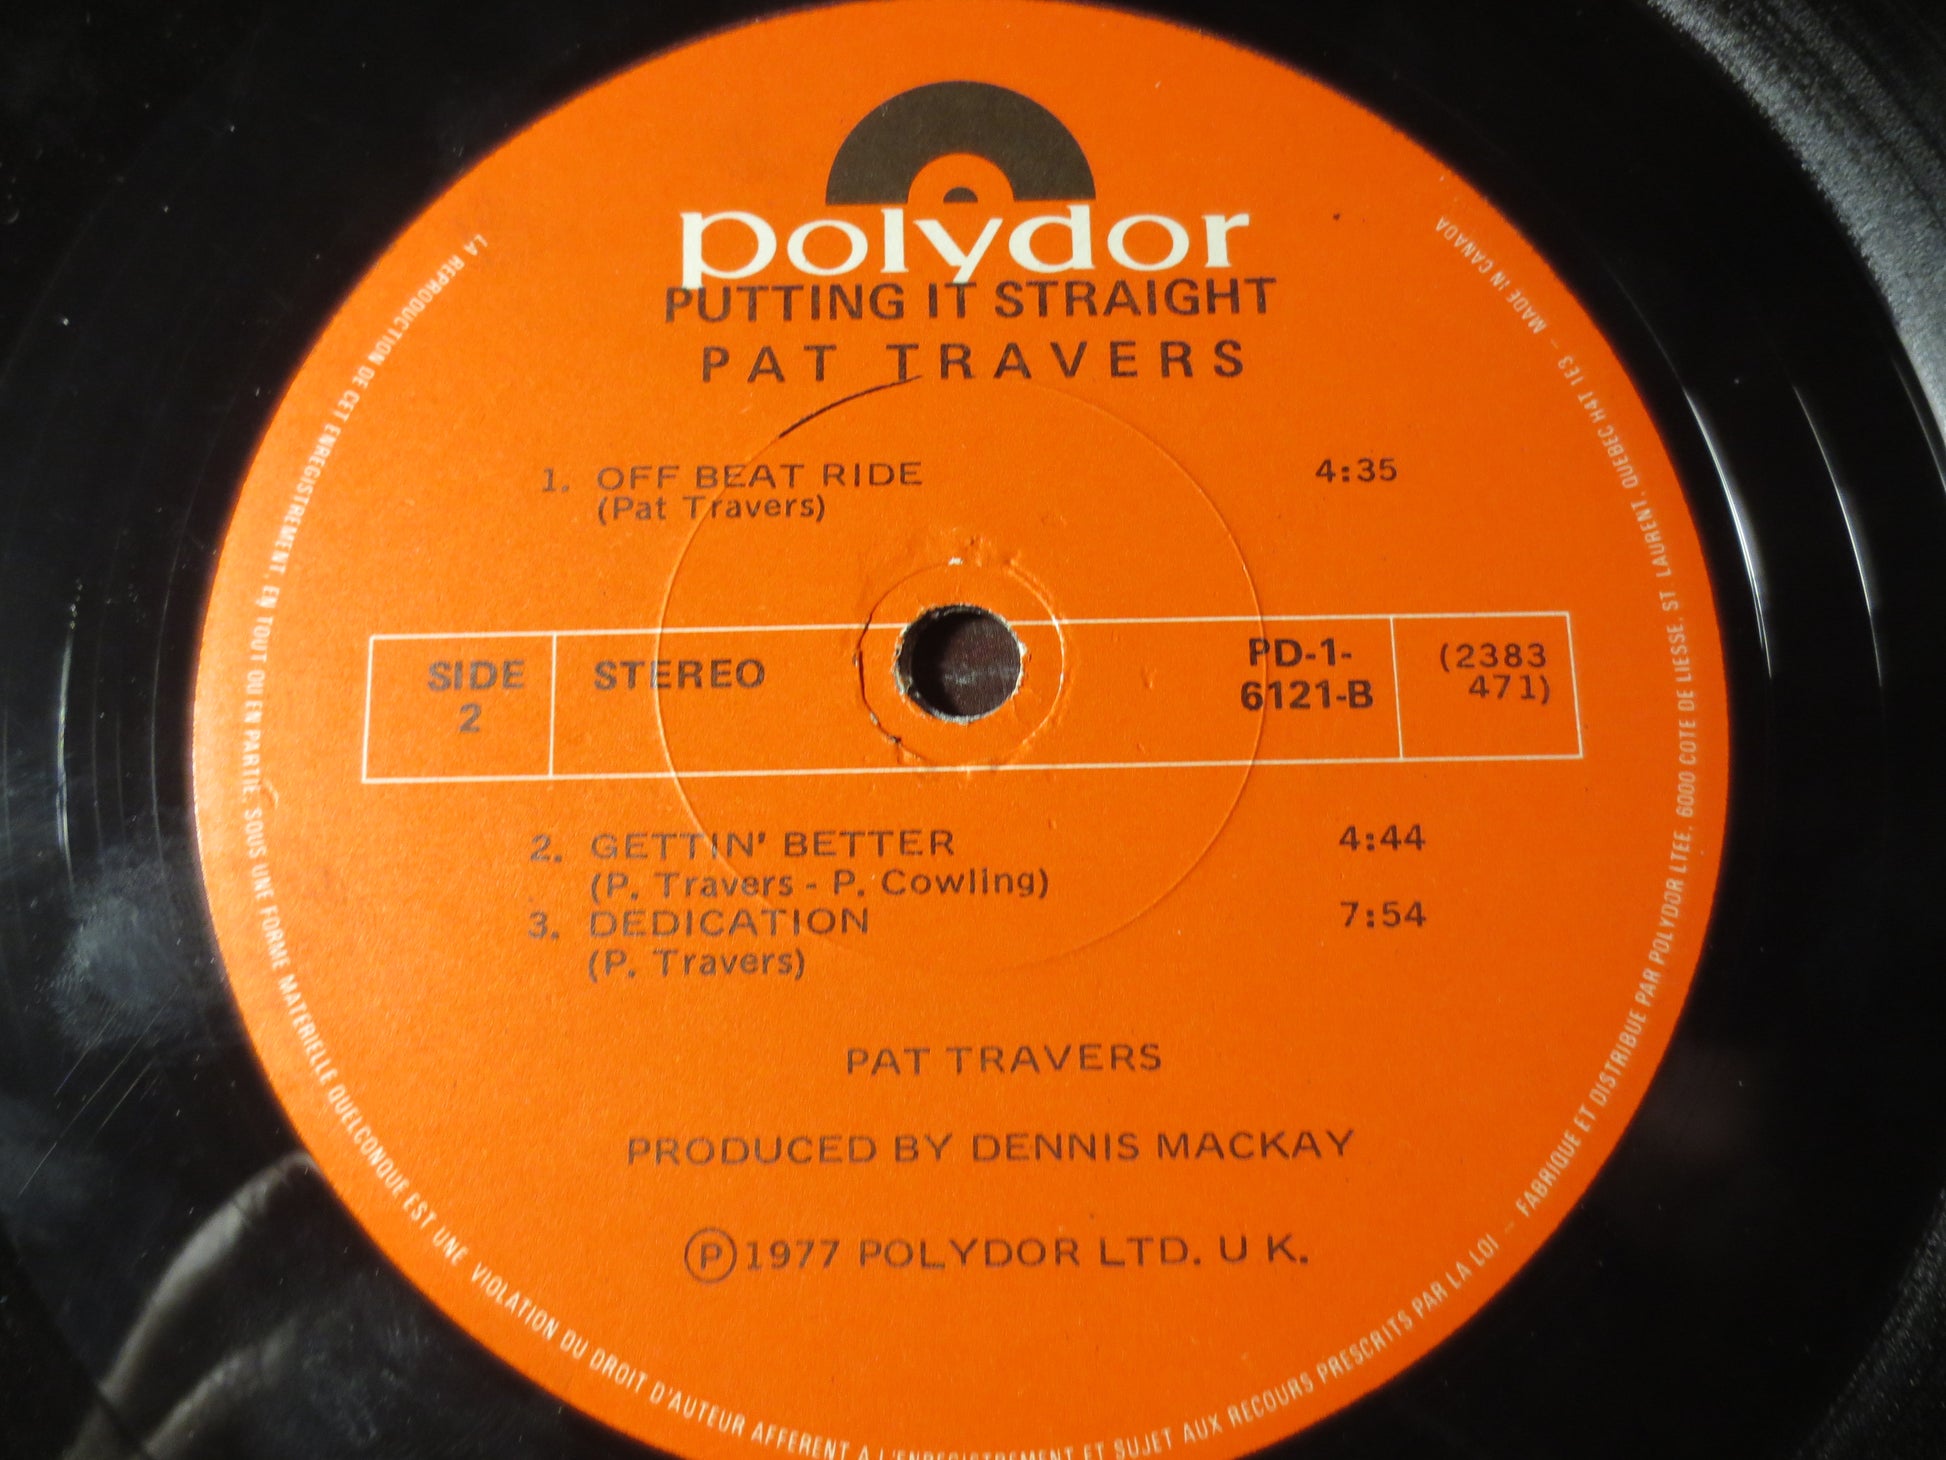 polydor
PUTTING IT STRAIGHT
PAT TRAVERS
1. OFF BEAT RIDE 4:35
(Pat Travers)
SIDE 2
STEREO
PD-1-6121-B
(2383 471)
2. GETTIN' BETTER 4:44
(P. Travers - P. Cowling)
3. DEDICATION 7:54
(P. Travers)
PAT TRAVERS
PRODUCED BY DENNIS MACKAY
Ⓟ 1977 POLYDOR LTD. U K.
LA REPRODUCTION DE CET ENREGISTREMENT, EN TOUT OU EN PARTIE, SOUS UNE FORME MATERIELLE QUELCONQUE EST UNE VIOLATION DU DROIT D'AUTEUR AFFERENT A L'ENREGISTREMENT ET SUJET AUX RECOURS PRESCRITS PAR LA LOI – FABRIQUE ET DISTRIBUE PAR POLYDOR LTEE, 6000 COTE DE LIESSE, ST LAURENT, QUEBEC H4T 1E3 – MADE IN CANADA